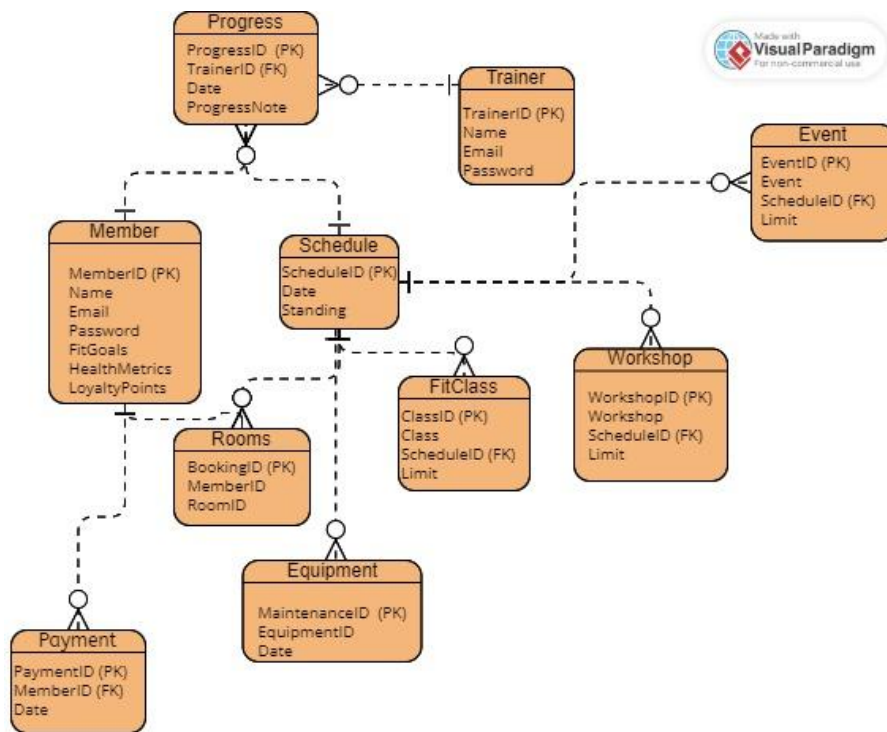 Progress
ProgressID (PK)
TrainerID (FK)
Date
ProgressNote
Made with
Visual Paradigm
For non-commercial use
Trainer
TrainerID (PK)
Name
Email
Password
Event
EventID (PK)
Event
ScheduleID (FK)
Limit
Member
MemberID (PK)
Name
Email
Password
FitGoals
HealthMetrics
LoyaltyPoints
Schedule
ScheduleID (PK)
Date
Standing
Workshop
WorkshopID (PK)
Workshop
ScheduleID (FK)
Limit
FitClass
ClassID (PK)
Class
ScheduleID (FK)
Limit
Rooms
BookingID (PK)
MemberID
RoomID
Equipment
MaintenanceID (PK)
EquipmentID
Date
Payment
PaymentID (PK)
MemberID (FK)
Date